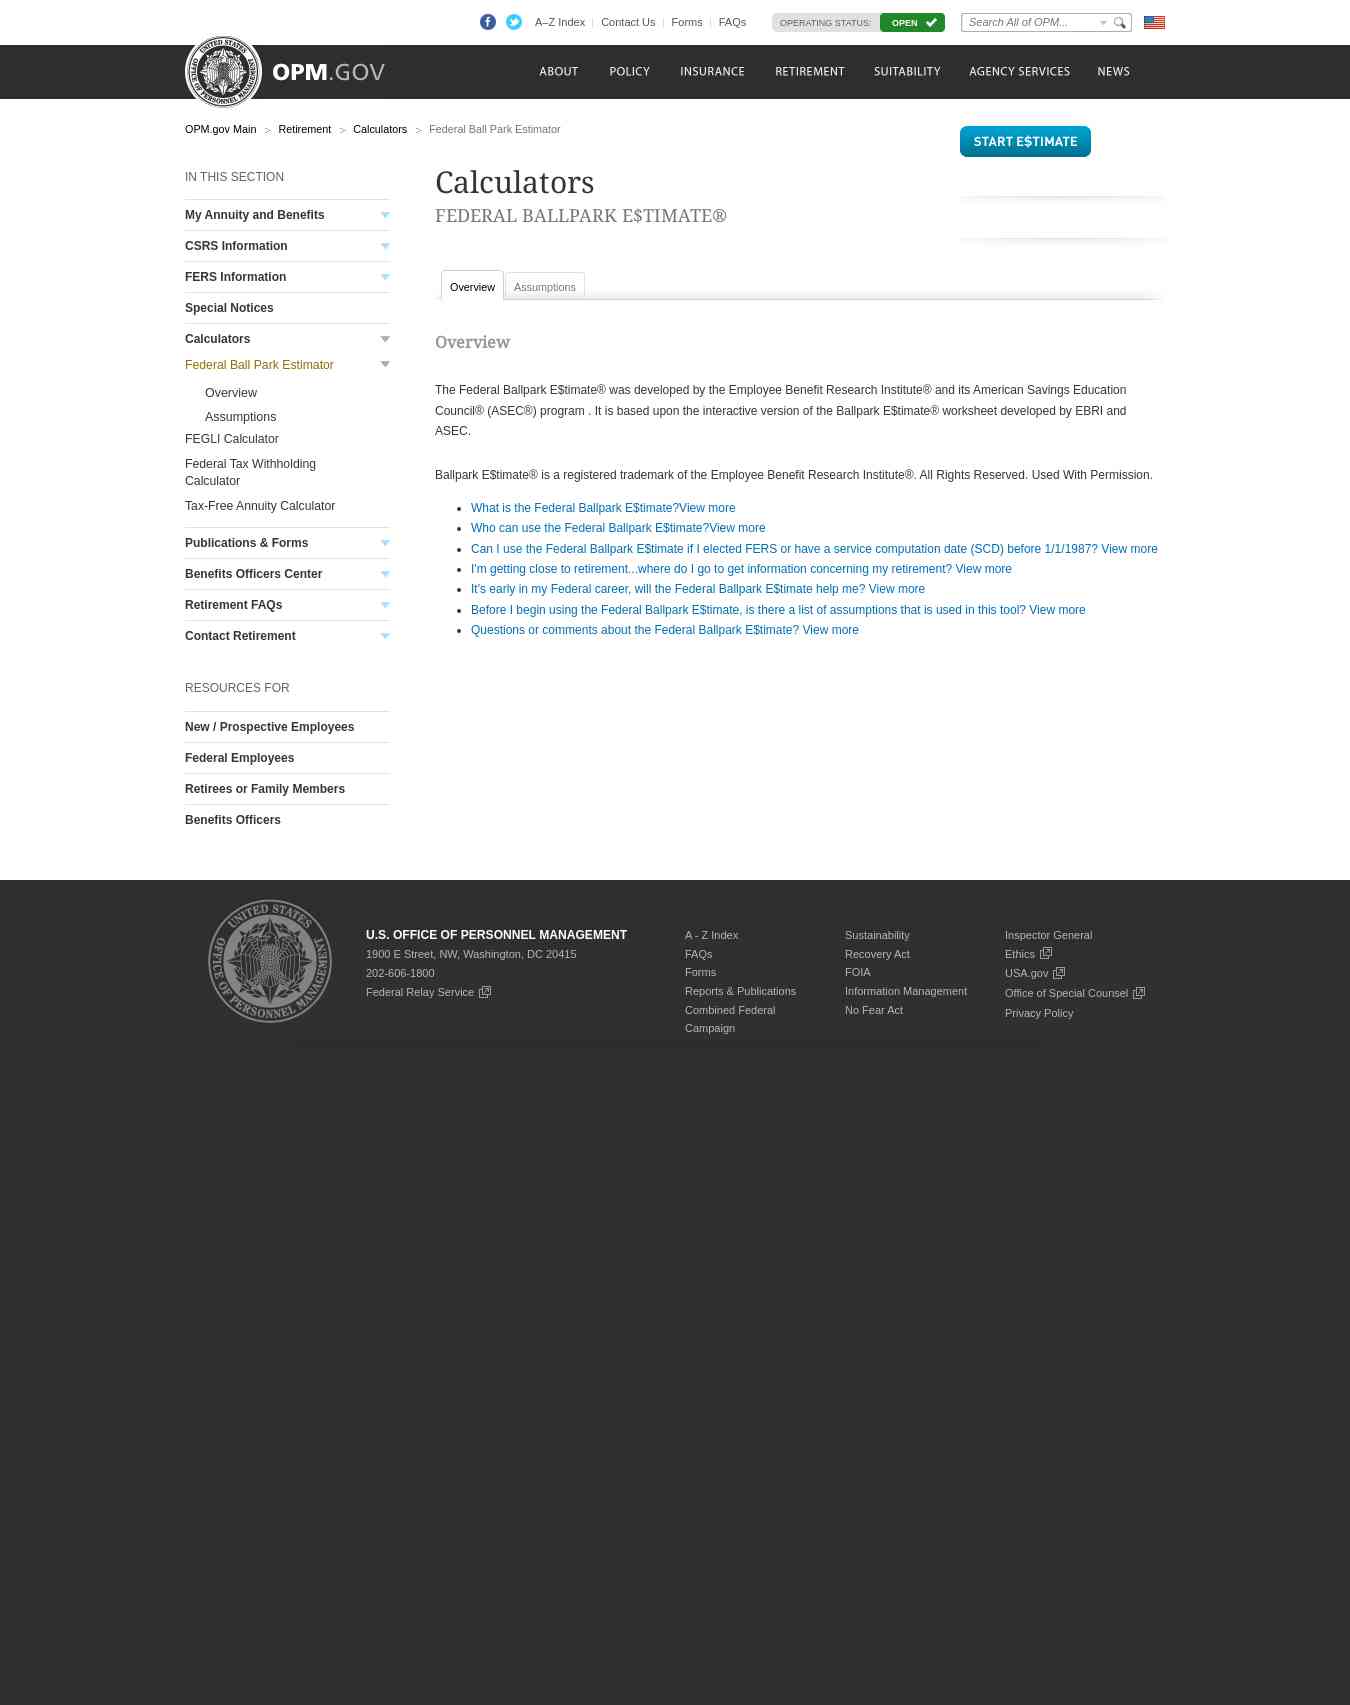 A–Z Index
Contact Us
Forms
FAQs
OPERATING STATUS:
OPEN
Search All of OPM...
UNITED STATES
OFFICE OF PERSONNEL MANAGEMENT
OPM.GOV
ABOUT
POLICY
INSURANCE
RETIREMENT
SUITABILITY
AGENCY SERVICES
NEWS
OPM.gov Main > Retirement > Calculators > Federal Ball Park Estimator
START E$TIMATE
IN THIS SECTION
My Annuity and Benefits
CSRS Information
FERS Information
Special Notices
Calculators
Federal Ball Park Estimator
Overview
Assumptions
FEGLI Calculator
Federal Tax Withholding
Calculator
Tax-Free Annuity Calculator
Publications & Forms
Benefits Officers Center
Retirement FAQs
Contact Retirement
RESOURCES FOR
New / Prospective Employees
Federal Employees
Retirees or Family Members
Benefits Officers
Calculators
FEDERAL BALLPARK E$TIMATE®
Overview
Assumptions
Overview
The Federal Ballpark E$timate® was developed by the Employee Benefit Research Institute® and its American Savings Education
Council® (ASEC®) program . It is based upon the interactive version of the Ballpark E$timate® worksheet developed by EBRI and
ASEC.
Ballpark E$timate® is a registered trademark of the Employee Benefit Research Institute®. All Rights Reserved. Used With Permission.
What is the Federal Ballpark E$timate?View more
Who can use the Federal Ballpark E$timate?View more
Can I use the Federal Ballpark E$timate if I elected FERS or have a service computation date (SCD) before 1/1/1987? View more
I'm getting close to retirement...where do I go to get information concerning my retirement? View more
It's early in my Federal career, will the Federal Ballpark E$timate help me? View more
Before I begin using the Federal Ballpark E$timate, is there a list of assumptions that is used in this tool? View more
Questions or comments about the Federal Ballpark E$timate? View more
UNITED STATES
OFFICE OF PERSONNEL MANAGEMENT
U.S. OFFICE OF PERSONNEL MANAGEMENT
1900 E Street, NW, Washington, DC 20415
202-606-1800
Federal Relay Service
A - Z Index
FAQs
Forms
Reports & Publications
Combined Federal
Campaign
Sustainability
Recovery Act
FOIA
Information Management
No Fear Act
Inspector General
Ethics
USA.gov
Office of Special Counsel
Privacy Policy